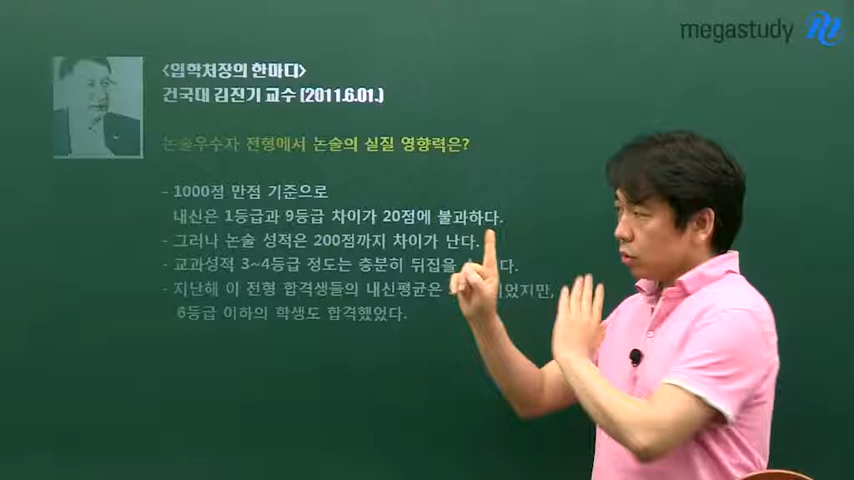 megastudy
<입학처장의 한마디>
건국대 김진기 교수 (2011.6.01.)
논술우수자 전형에서 논술의 실질 영향력은?
- 1000점 만점 기준으로
내신은 1등급과 9등급 차이가 20점에 불과하다.
- 그러나 논술 성적은 200점까지 차이가 난다.
- 교과성적 3~4등급 정도는 충분히 뒤집을 다.
- 지난해 이 전형 합격생들의 내신평균은 이었지만,
6등급 이하의 학생도 합격했었다.